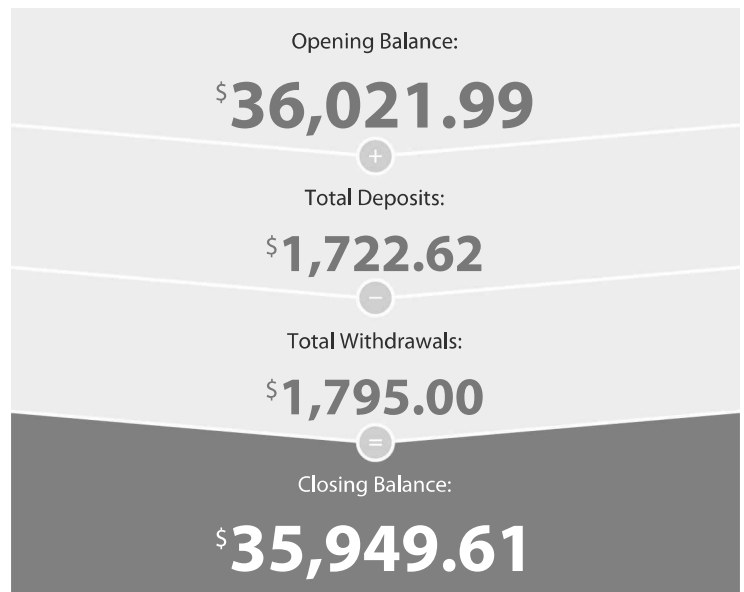 Opening Balance:
$36,021.99
+
Total Deposits:
$1,722.62
−
Total Withdrawals:
$1,795.00
=
Closing Balance:
$35,949.61